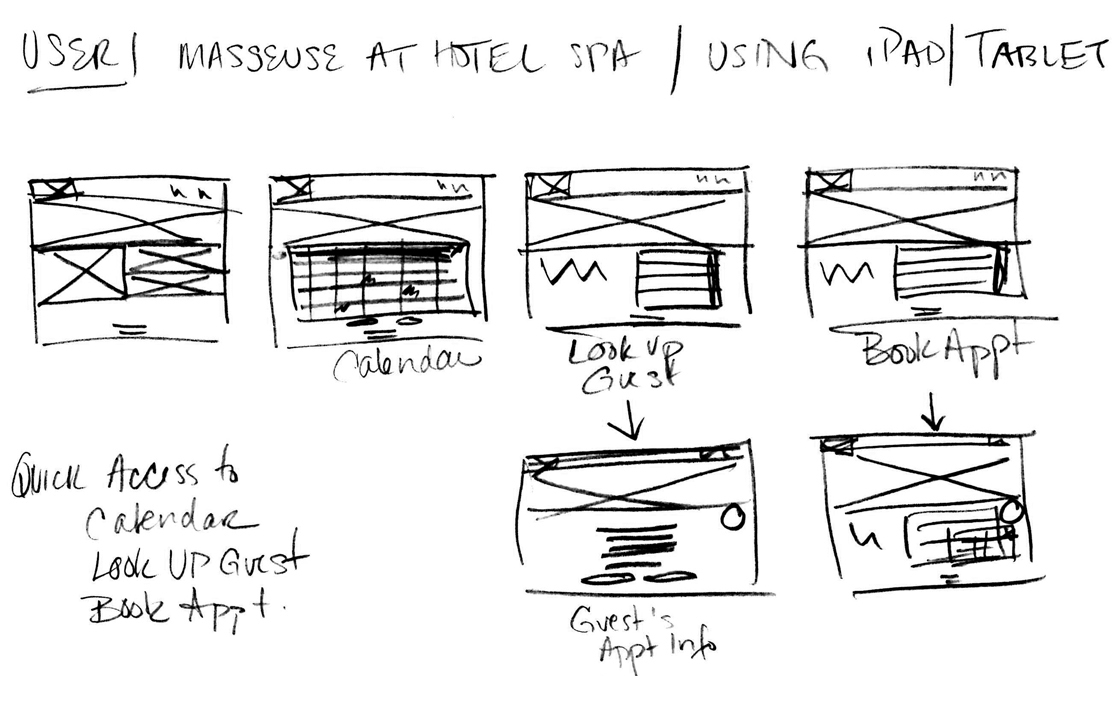 USER/ MASSEUSE AT HOTEL SPA / USING iPAD/TABLET
Calendar
Look up
Guest
Book Appt
Quick Access to
Calendar
Look UP Guest
Book Appt.
Guest's
Appt Info